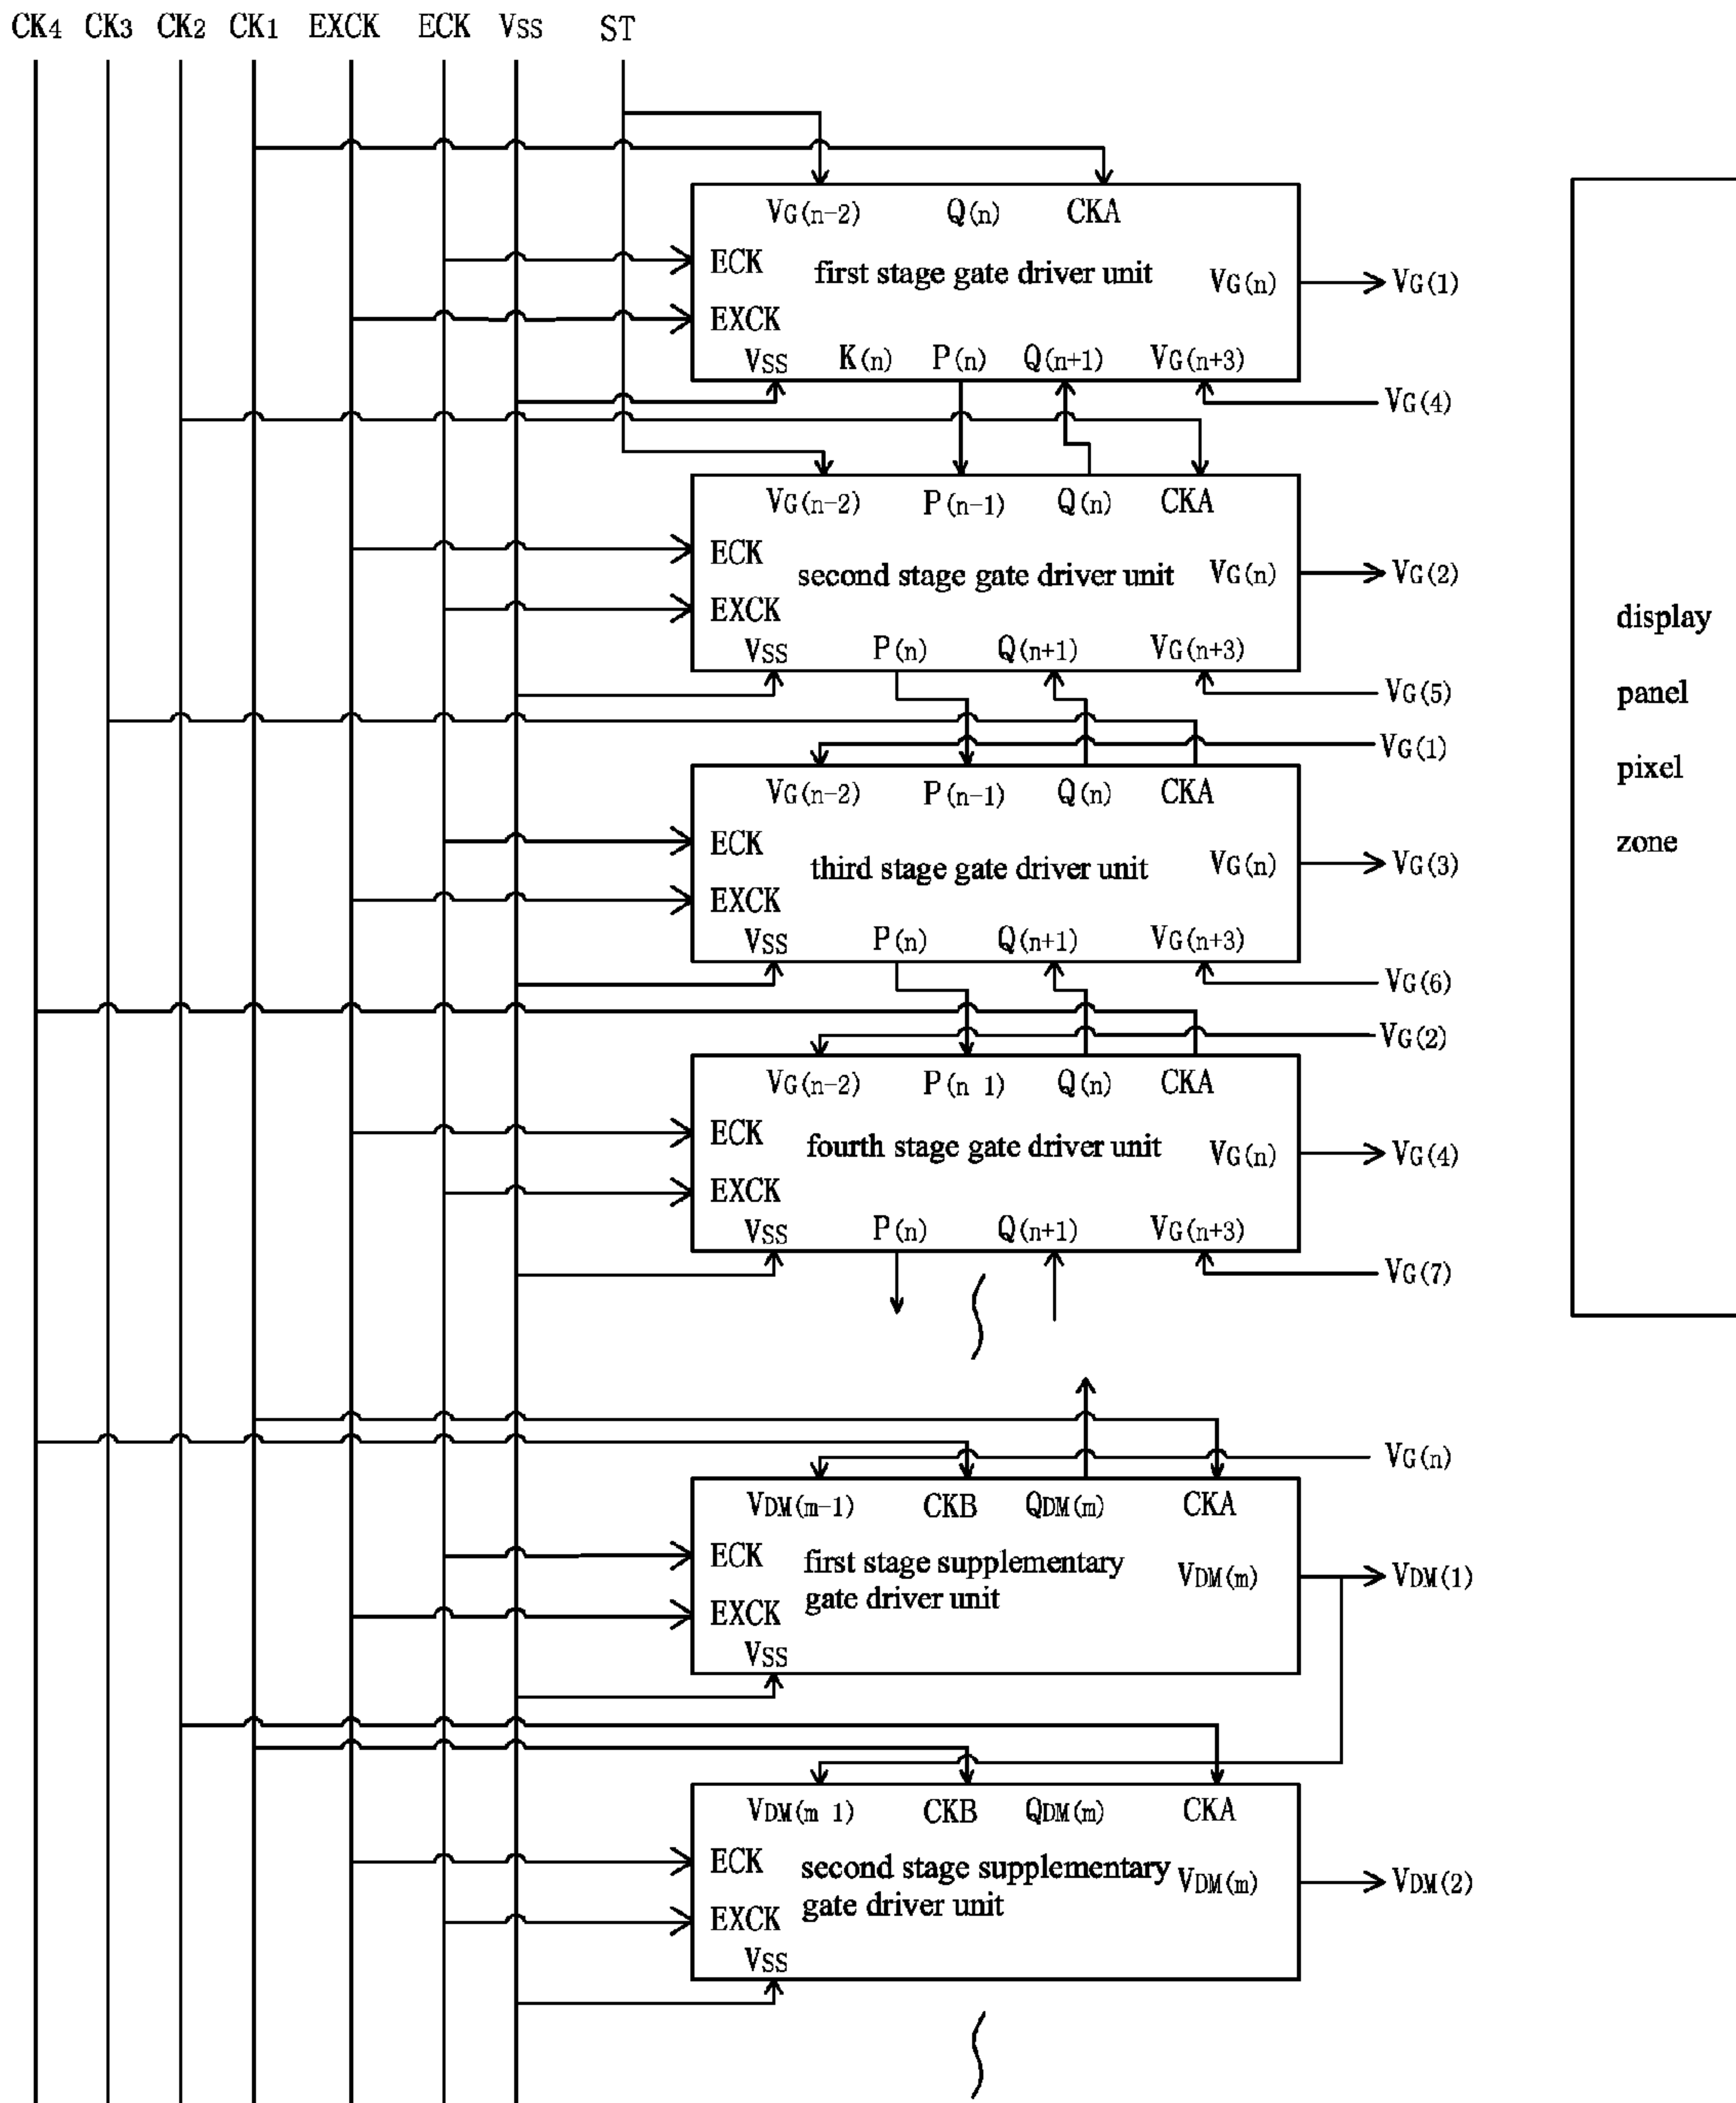 CK4 CK3 CK2 CK1 EXCK ECK VSS ST
VG(n-2) Q(n) CKA
ECK
first stage gate driver unit
VG(n) VG(1)
EXCK
VSS K(n) P(n) Q(n+1) VG(n+3)
VG(4)
VG(n-2) P(n-1) Q(n) CKA
ECK
second stage gate driver unit
VG(n) VG(2)
EXCK
VSS P(n) Q(n+1) VG(n+3)
VG(5)
VG(1)
VG(n-2) P(n-1) Q(n) CKA
ECK
third stage gate driver unit
VG(n) VG(3)
EXCK
VSS P(n) Q(n+1) VG(n+3)
VG(6)
VG(2)
VG(n-2) P(n 1) Q(n) CKA
ECK
fourth stage gate driver unit
VG(n) VG(4)
EXCK
VSS P(n) Q(n+1) VG(n+3)
VG(7)
VG(n)
VDM(m-1) CKB QDM(m) CKA
ECK
first stage supplementary
gate driver unit
VDM(m) VDM(1)
EXCK
VSS
VDM(m 1) CKB QDM(m) CKA
ECK
second stage supplementary
gate driver unit
VDM(m) VDM(2)
EXCK
VSS
display
panel
pixel
zone